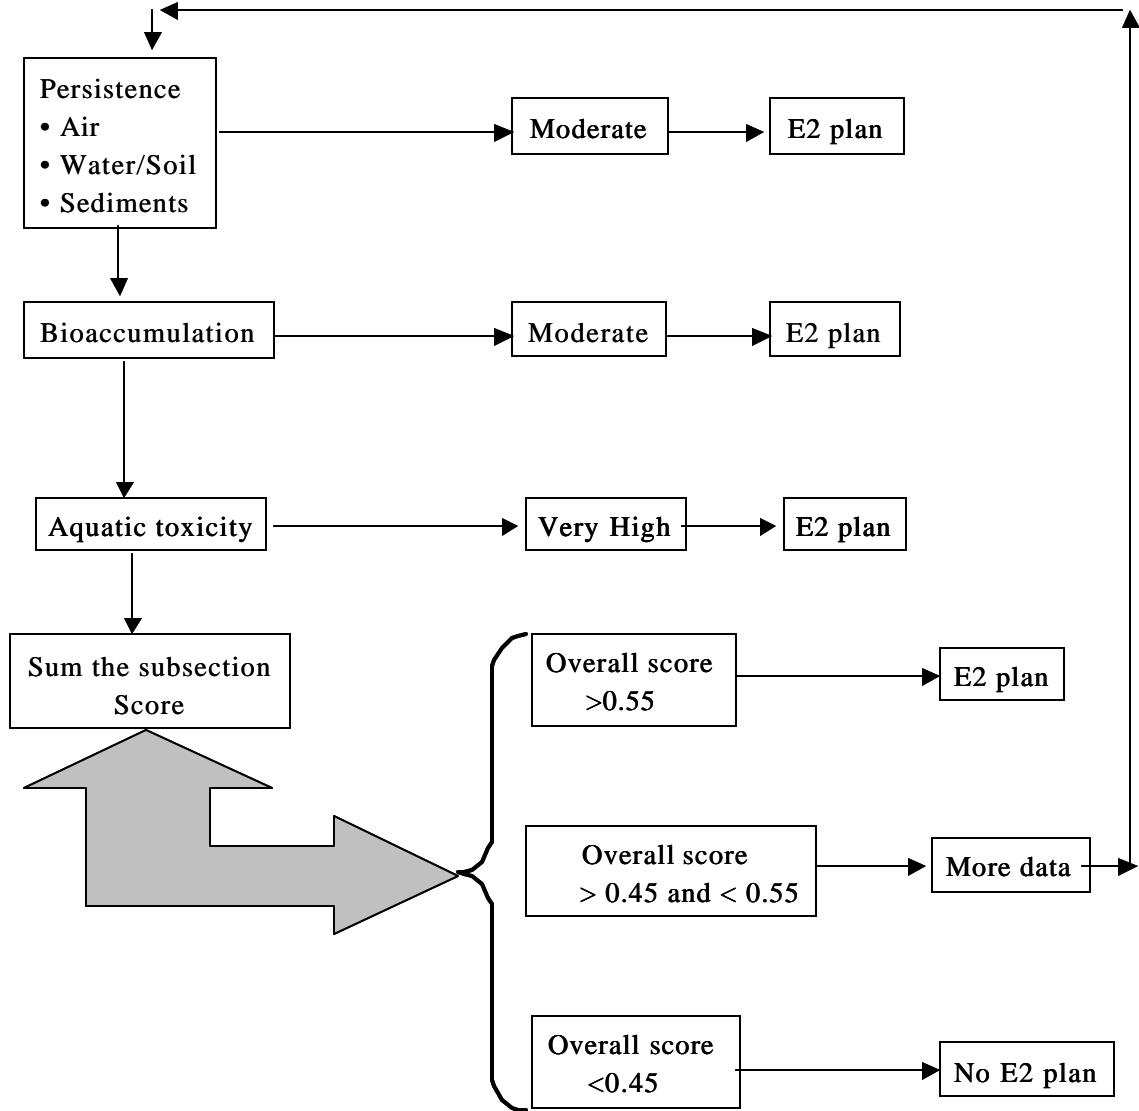 Persistence
• Air
• Water/Soil
• Sediments
Moderate
E2 plan
Bioaccumulation
Moderate
E2 plan
Aquatic toxicity
Very High
E2 plan
Sum the subsection
Score
Overall score
>0.55
E2 plan
Overall score
> 0.45 and < 0.55
More data
Overall score
<0.45
No E2 plan